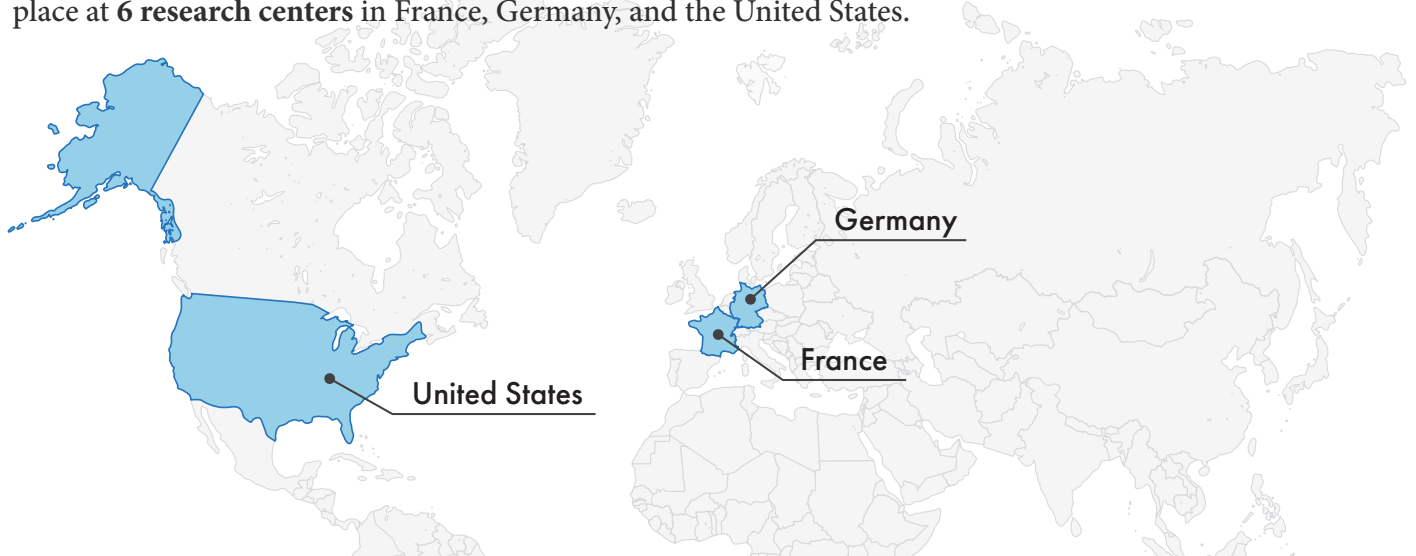 place at 6 research centers in France, Germany, and the United States.
Germany
France
United States